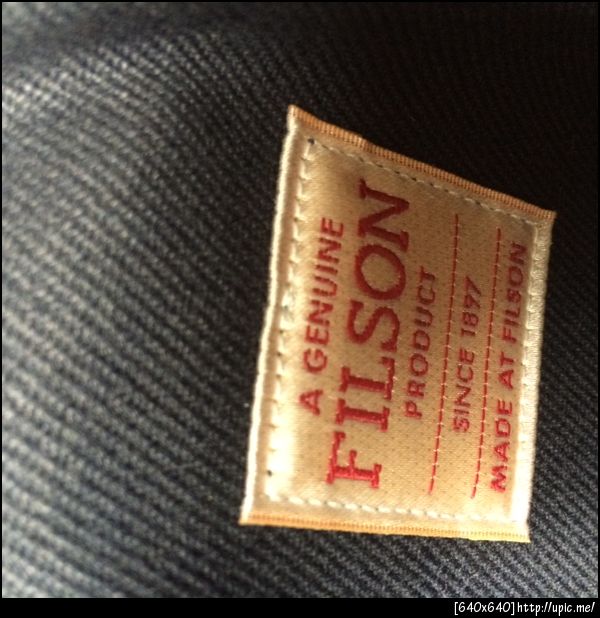 A GENUINE
FILSON
PRODUCT
SINCE 1897
MADE AT FILSON
[640x640]http://upic.me/